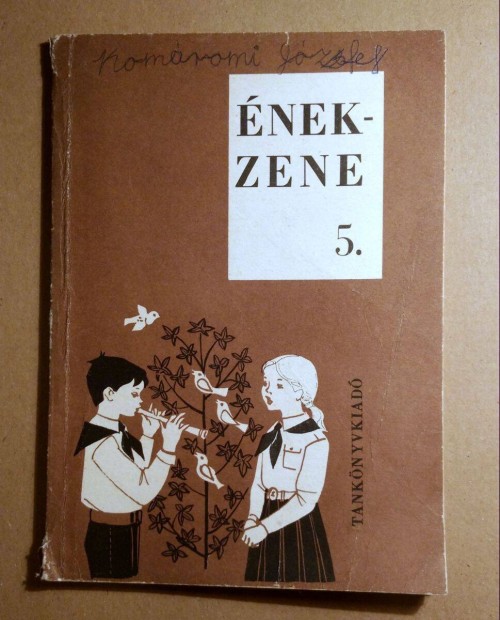 Komáromi József
ÉNEK-
ZENE
5.
TANKÖNYVKIADÓ